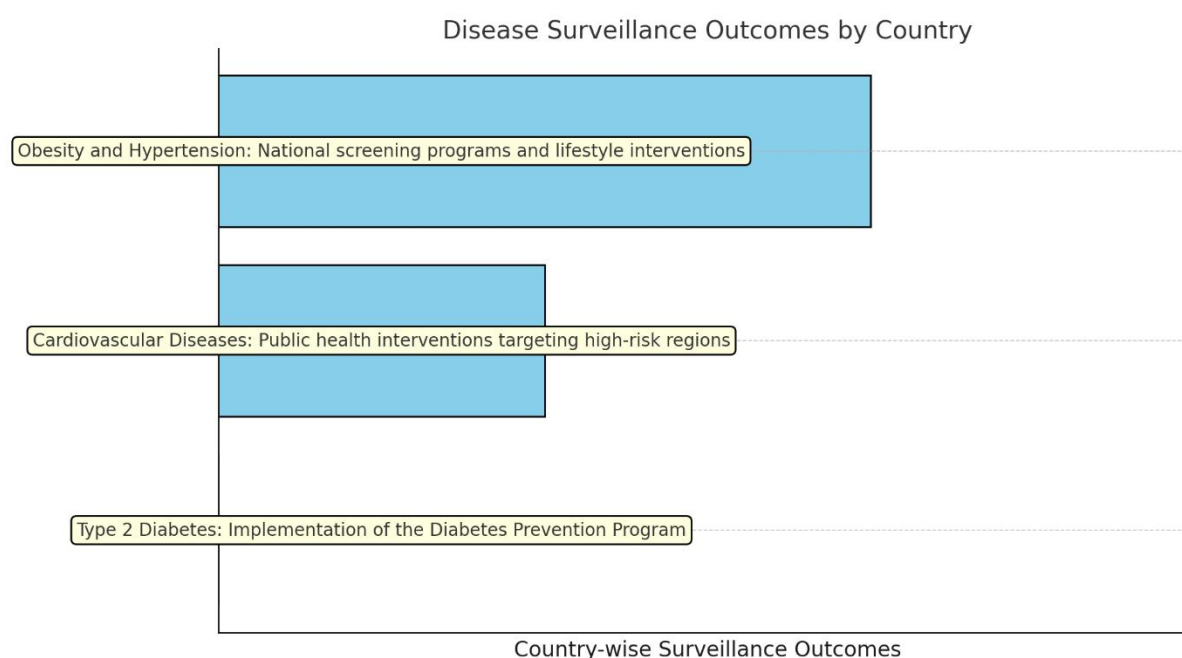 Disease Surveillance Outcomes by Country
Obesity and Hypertension: National screening programs and lifestyle interventions
Cardiovascular Diseases: Public health interventions targeting high-risk regions
Type 2 Diabetes: Implementation of the Diabetes Prevention Program
Country-wise Surveillance Outcomes